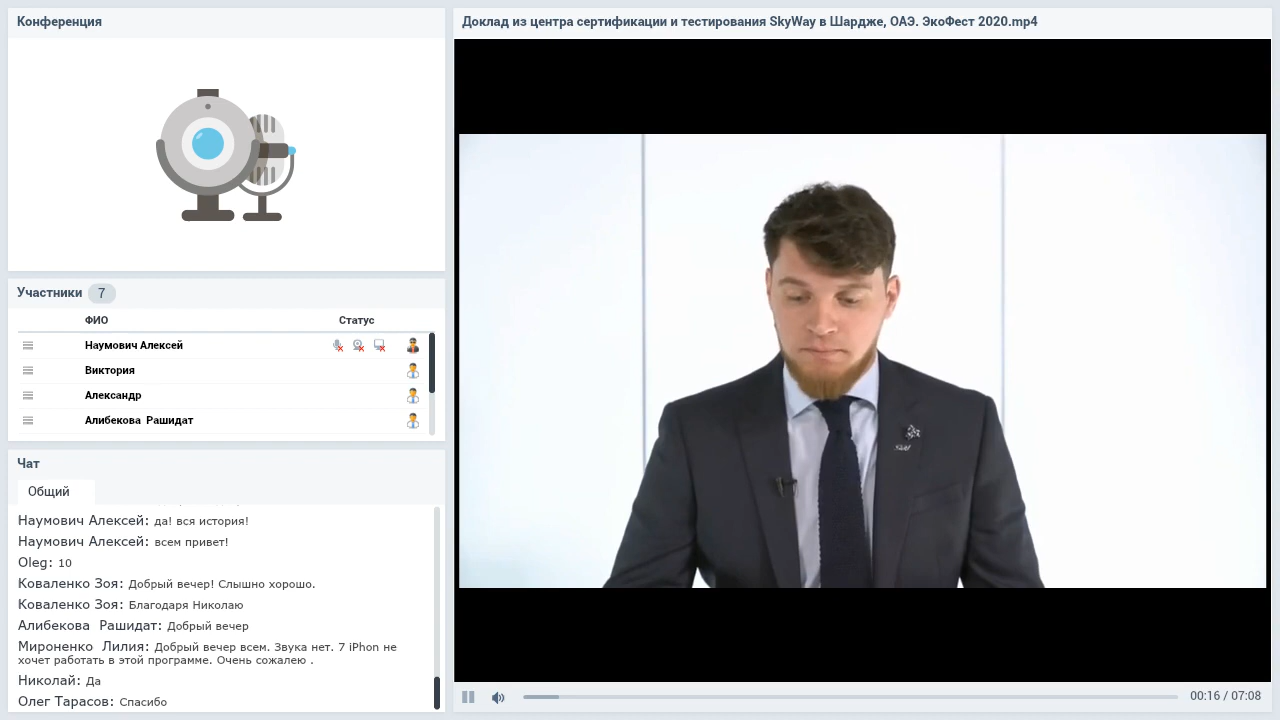 Конференция
Доклад из центра сертификации и тестирования SkyWay в Шардже, ОАЭ. ЭкоФест 2020.mp4
Участники 7
ФИО Статус
Наумович Алексей
Виктория
Александр
Алибекова Рашидат
Чат
Общий
Наумович Алексей: да! вся история!
Наумович Алексей: всем привет!
Oleg: 10
Коваленко Зоя: Добрый вечер! Слышно хорошо.
Коваленко Зоя: Благодаря Николаю
Алибекова Рашидат: Добрый вечер
Мироненко Лилия: Добрый вечер всем. Звука нет. 7 iPhon не
хочет работать в этой программе. Очень сожалею .
Николай: Да
Олег Тарасов: Спасибо
00:16 / 07:08